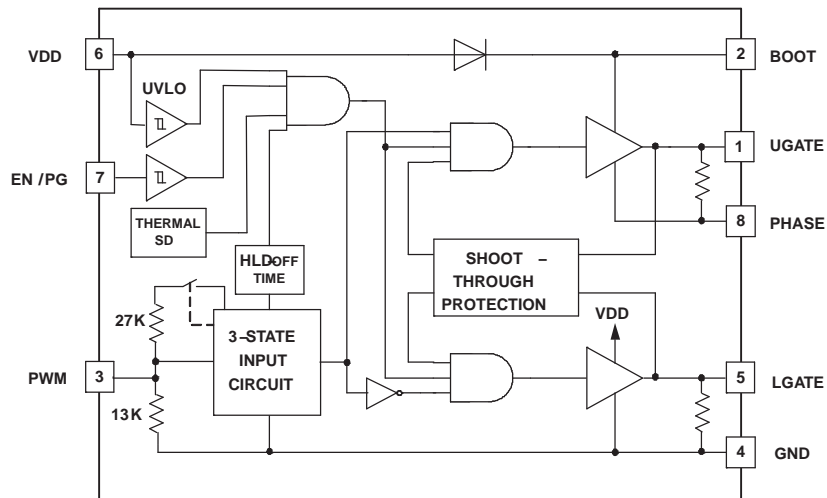 VDD
6
2
BOOT
UVLO
1
UGATE
EN /PG
7
THERMAL
SD
8
PHASE
HLD-OFF
TIME
SHOOT –
THROUGH
PROTECTION
27K
3–STATE
INPUT
CIRCUIT
VDD
PWM
3
5
LGATE
13K
4
GND